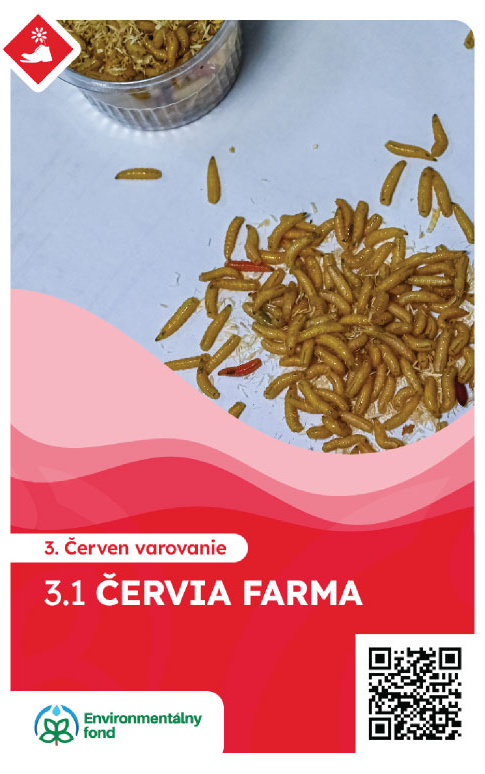 3. Červen varovanie
3.1 ČERVIA FARMA
Environmentálny
fond